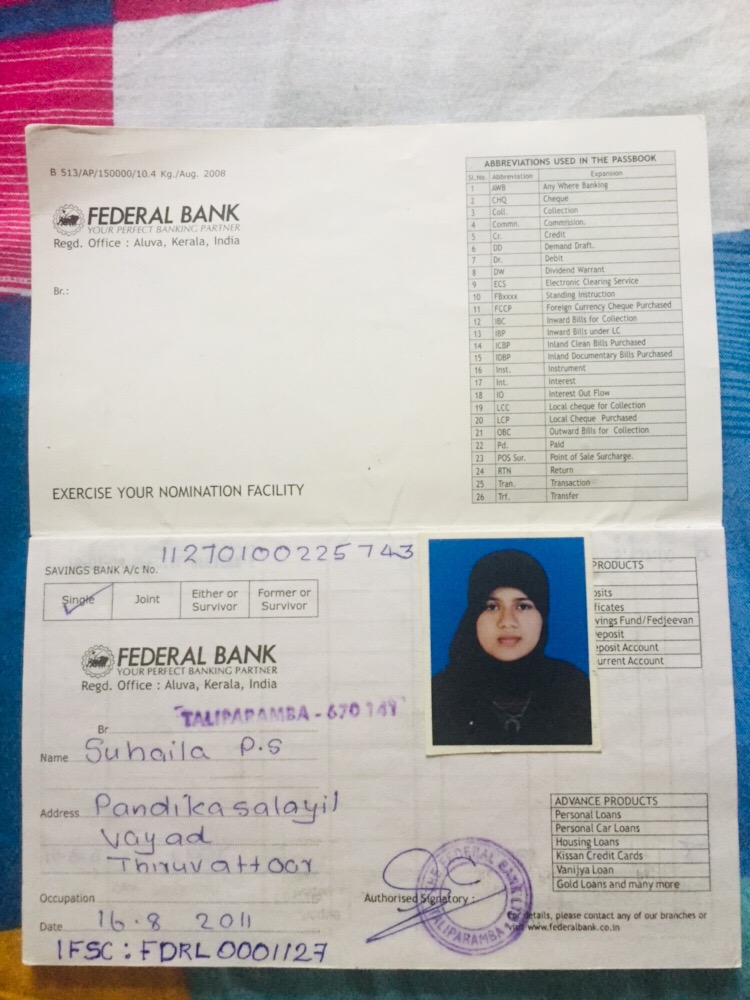 B 513/AP/150000/10.4 Kg./Aug. 2008
FEDERAL BANK
YOUR PERFECT BANKING PARTNER
Regd. Office : Aluva, Kerala, India
Br.:
EXERCISE YOUR NOMINATION FACILITY
ABBREVIATIONS USED IN THE PASSBOOK
Sl.No. Abbreviation Expansion
1 AWB Any Where Banking
2 CHQ Cheque
3 Coll. Collection
4 Commn. Commission.
5 Cr. Credit
6 DD Demand Draft.
7 Dr. Debit
8 DW Dividend Warrant
9 ECS Electronic Clearing Service
10 FBxxxx Standing Instruction
11 FCCP Foreign Currency Cheque Purchased
12 IBC Inward Bills for Collection
13 IBP Inward Bills under LC
14 ICBP Inland Clean Bills Purchased
15 IDBP Inland Documentary Bills Purchased
16 Inst. Instrument
17 Int. Interest
18 IO Interest Out Flow
19 LCC Local cheque for Collection
20 LCP Local Cheque Purchased
21 OBC Outward Bills for Collection
22 Pd. Paid
23 POS Sur. Point of Sale Surcharge.
24 RTN Return
25 Tran. Transaction
26 Trf. Transfer
11270100225743
SAVINGS BANK A/c No.
Single Joint Either or Survivor Former or Survivor
FEDERAL BANK
YOUR PERFECT BANKING PARTNER
Regd. Office : Aluva, Kerala, India
TALIPARAMBA - 670 141
Br
Name Suhaila P.S
Address Pandikasalayil
Vayad
Thiruvattoor
Occupation
Date 16.8 2011
IFSC : FDRL0001127
PRODUCTS
osits
ficates
vings Fund/Fedjeevan
eposit
eposit Account
urrent Account
ADVANCE PRODUCTS
Personal Loans
Personal Car Loans
Housing Loans
Kissan Credit Cards
Vanijya Loan
Gold Loans and many more
Authorised Signatory :
THE FEDERAL BANK LTD
TALIPARAMBA
For details, please contact any of our branches or
visit www.federalbank.co.in